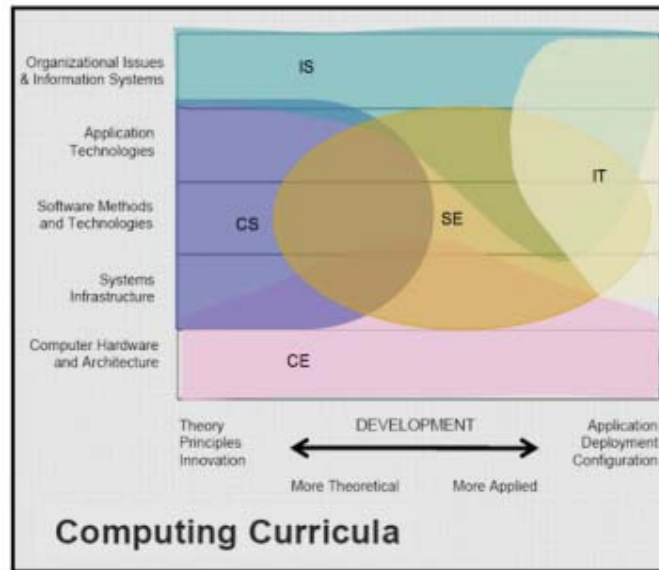 Organizational Issues
& Information Systems
IS
Application
Technologies
IT
Software Methods
and Technologies
CS
SE
Systems
Infrastructure
Computer Hardware
and Architecture
CE
Theory
Principles
Innovation
DEVELOPMENT
Application
Deployment
Configuration
More Theoretical
More Applied
Computing Curricula